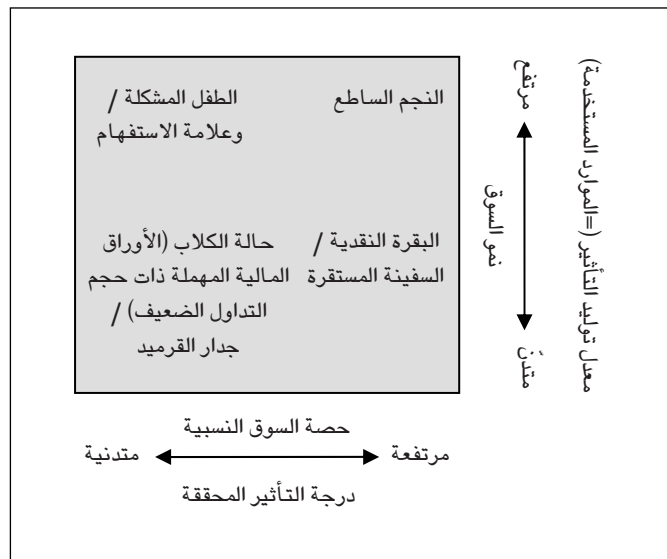 النجم الساطع
الطفل المشكلة /
وعلامة الاستفهام
البقرة النقدية /
السفينة المستقرة
حالة الكلاب (الأوراق
المالية المهملة ذات حجم
التداول الضعيف) /
جدار القرميد
معدل توليد التأثير (=الموارد المستخدمة)
مرتفع
نمو السوق
متدنّ
حصة السوق النسبية
مرتفعة
متدنية
درجة التأثير المحققة